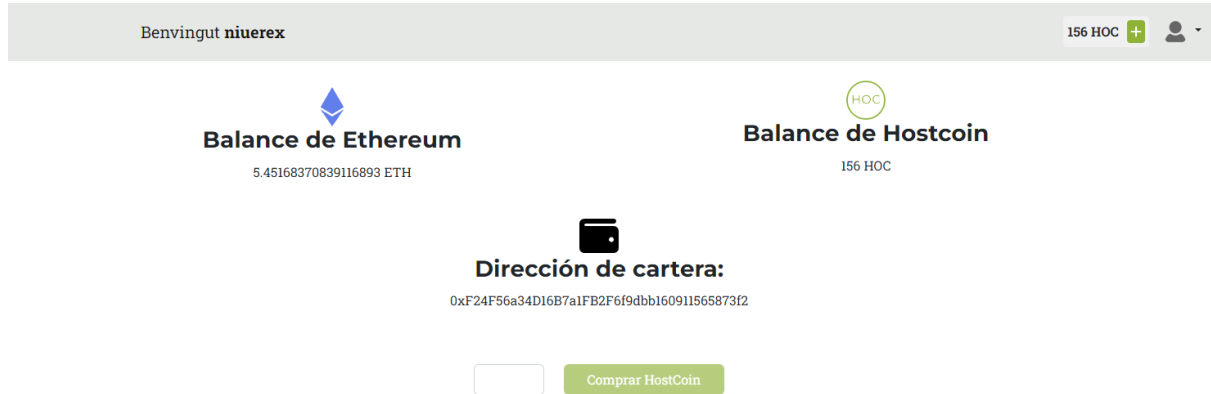 Benvingut niuerex
156 HOC +
HOC
Balance de Ethereum
Balance de Hostcoin
5.45168370839116893 ETH
156 HOC
Dirección de cartera:
0xF24F56a34D16B7a1FB2F6f9dbb160911565873f2
Comprar HostCoin